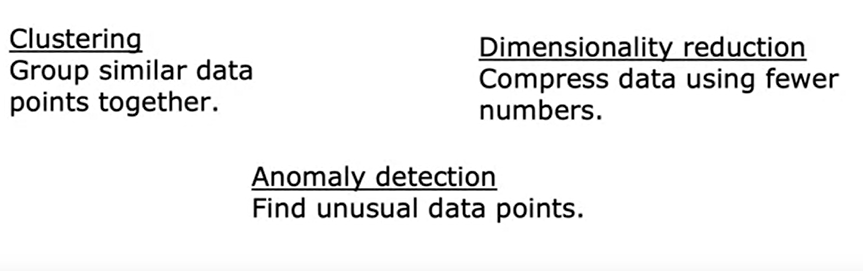 Clustering
Group similar data
points together.
Dimensionality reduction
Compress data using fewer
numbers.
Anomaly detection
Find unusual data points.